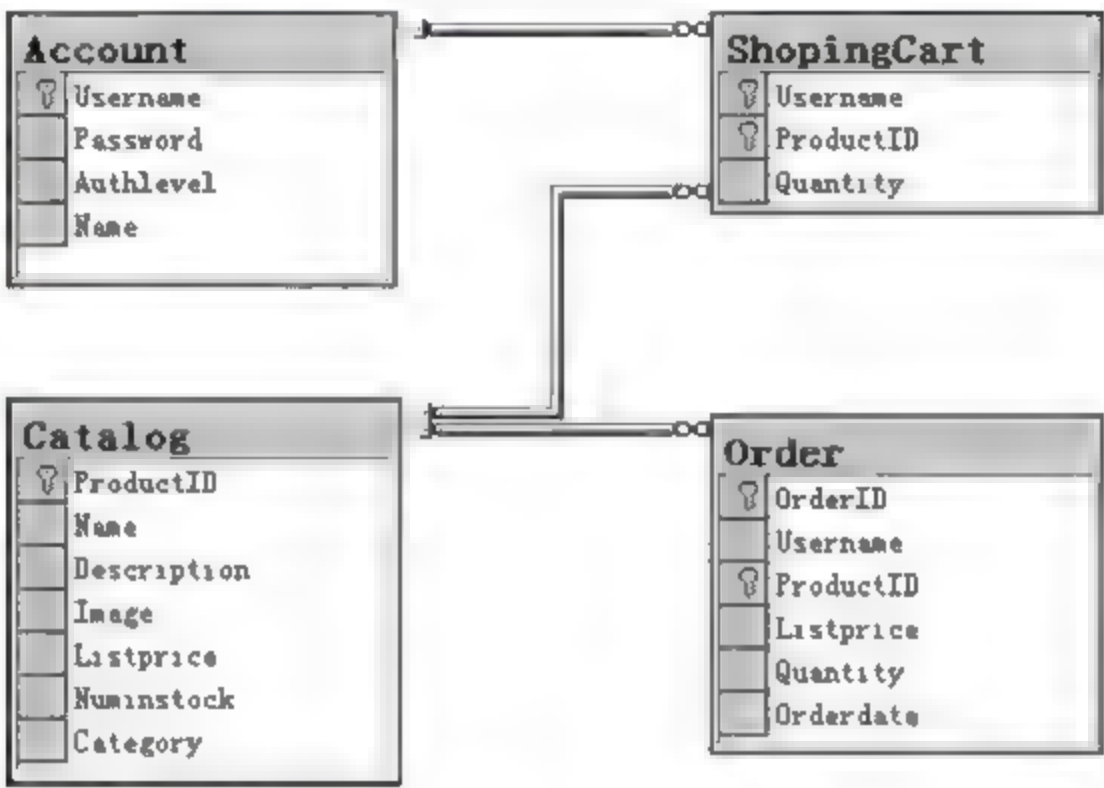 Account
Username
Password
Authlevel
Name
ShopingCart
Username
ProductID
Quantity
Catalog
ProductID
Name
Description
Image
Listprice
Numinstock
Category
Order
OrderID
Username
ProductID
Listprice
Quantity
Orderdate